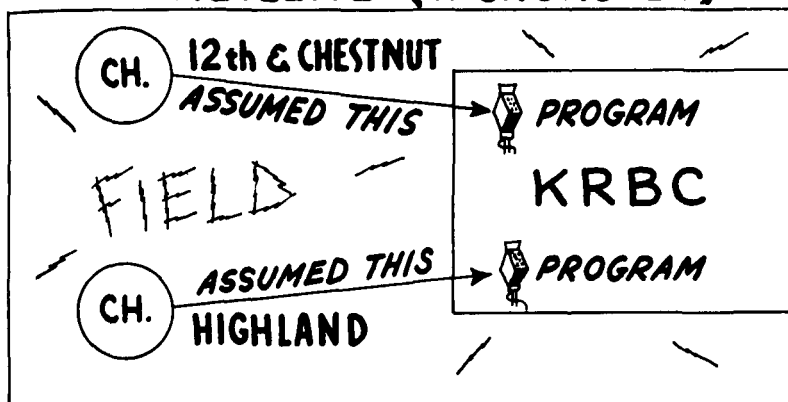 CH. 12th & CHESTNUT
ASSUMED THIS
PROGRAM
FIELD
KRBC
ASSUMED THIS
PROGRAM
CH. HIGHLAND